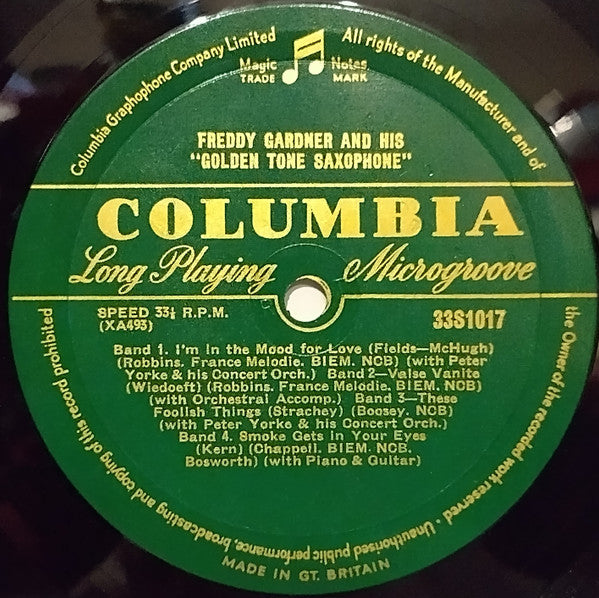 Columbia Graphophone Company Limited
Magic Notes
TRADE MARK
All rights of the Manufacturer and of
the Owner of the recorded work reserved · Unauthorised public performance, broadcasting and copying of this record prohibited
FREDDY GARDNER AND HIS
"GOLDEN TONE SAXOPHONE"
COLUMBIA
Long Playing Microgroove
SPEED 33⅓ R.P.M.
(XA493)
33S1017
Band 1. I'm in the Mood for Love (Fields—McHugh)
(Robbins. France Melodie. BIEM. NCB) (with Peter
Yorke & his Concert Orch.) Band 2—Valse Vanite
(Wiedoeft) (Robbins. France Melodie. BIEM. NCB)
(with Orchestral Accomp.) Band 3—These
Foolish Things (Strachey) (Boosey. NCB)
(with Peter Yorke & his Concert Orch.)
Band 4. Smoke Gets in Your Eyes
(Kern) (Chappell. BIEM. NCB.
Bosworth) (with Piano & Guitar)
MADE IN GT. BRITAIN